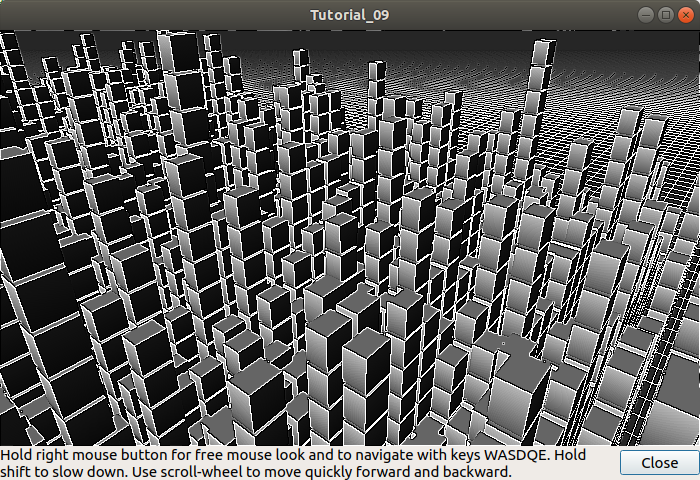 Tutorial_09
Hold right mouse button for free mouse look and to navigate with keys WASDQE. Hold
shift to slow down. Use scroll-wheel to move quickly forward and backward.
Close